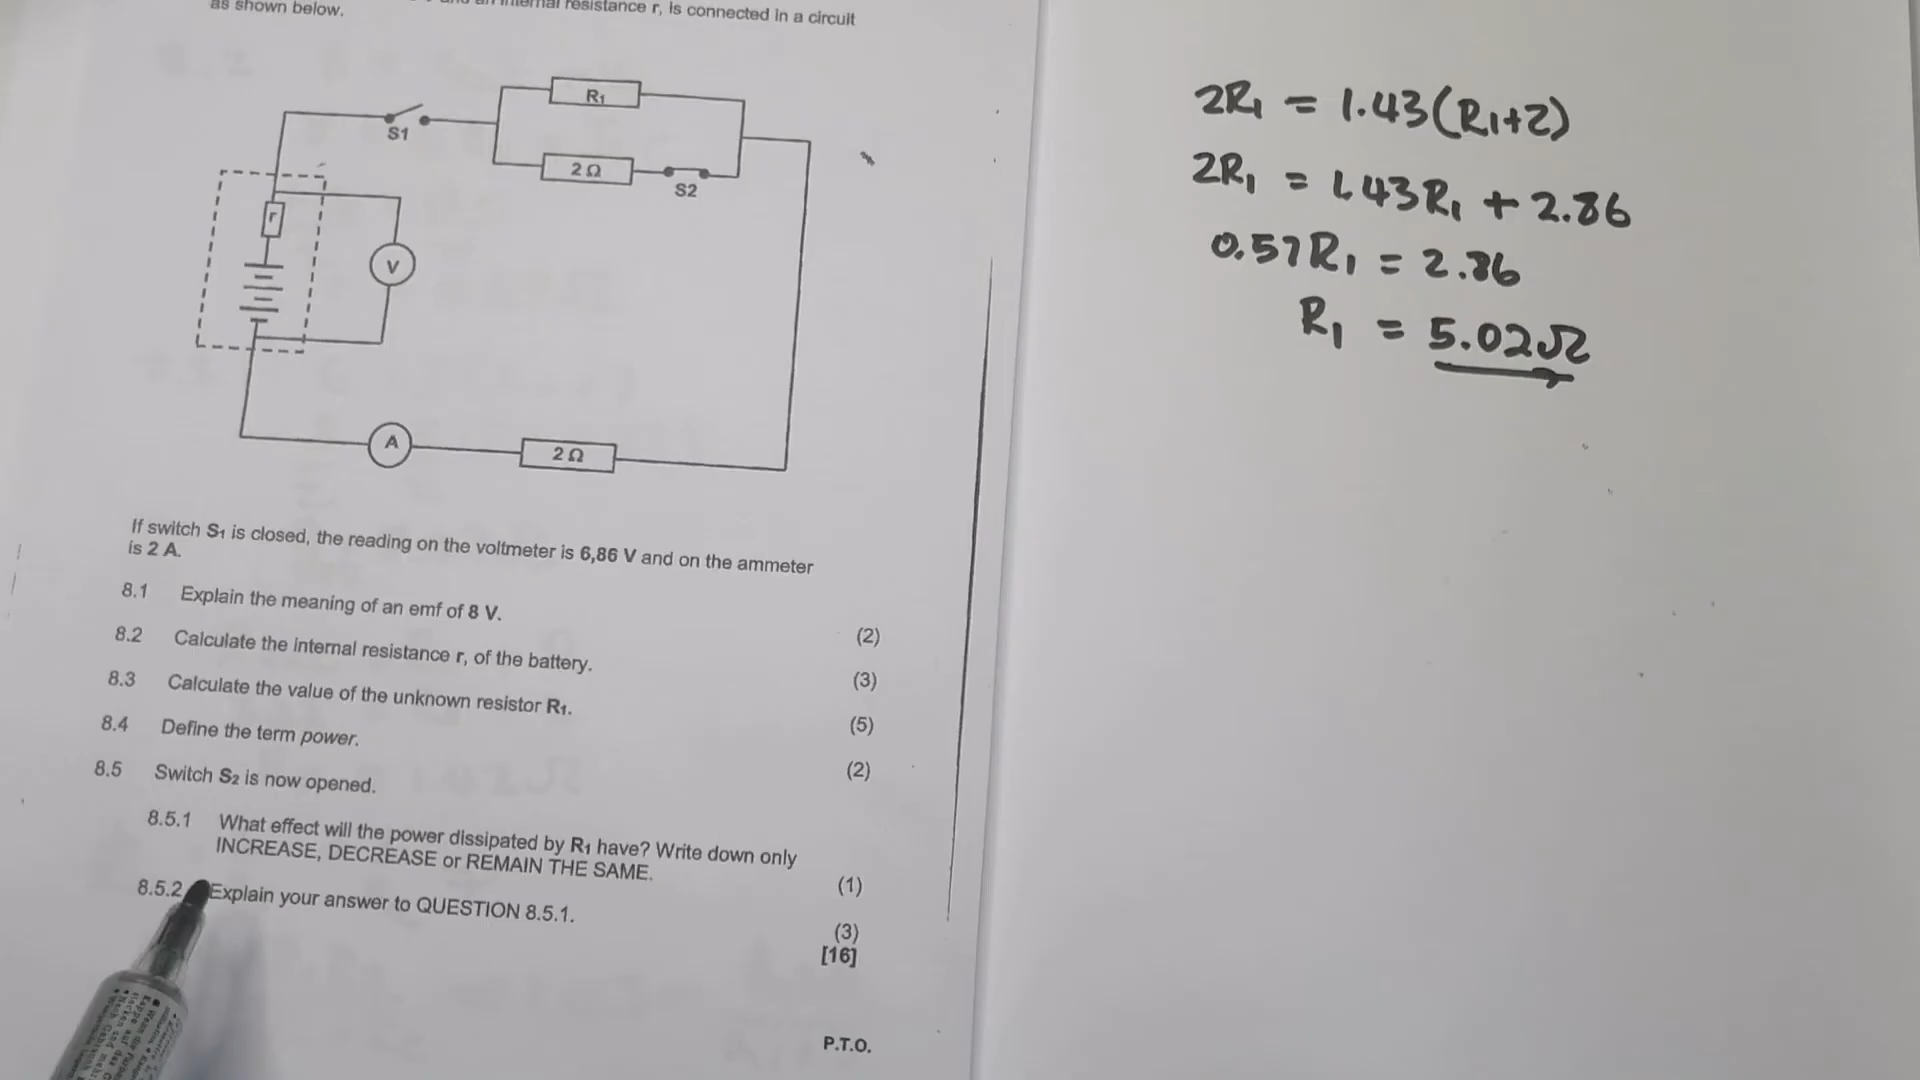 internal resistance r, is connected in a circuit
as shown below.
R₁
S1
2 Ω
S2
r
V
A
2 Ω
If switch S₁ is closed, the reading on the voltmeter is 6,86 V and on the ammeter
is 2 A.
8.1 Explain the meaning of an emf of 8 V. (2)
8.2 Calculate the internal resistance r, of the battery. (3)
8.3 Calculate the value of the unknown resistor R₁. (5)
8.4 Define the term power. (2)
8.5 Switch S₂ is now opened.
8.5.1 What effect will the power dissipated by R₁ have? Write down only
INCREASE, DECREASE or REMAIN THE SAME. (1)
8.5.2 Explain your answer to QUESTION 8.5.1. (3)
[16]
P.T.O.
2R₁ = 1.43(R₁+2)
2R₁ = 1.43R₁ + 2.86
0.57R₁ = 2.86
R₁ = 5.02Ω